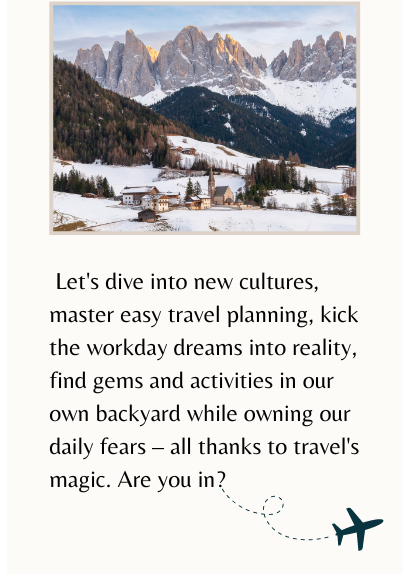 Let's dive into new cultures,
master easy travel planning, kick
the workday dreams into reality,
find gems and activities in our
own backyard while owning our
daily fears – all thanks to travel's
magic. Are you in?